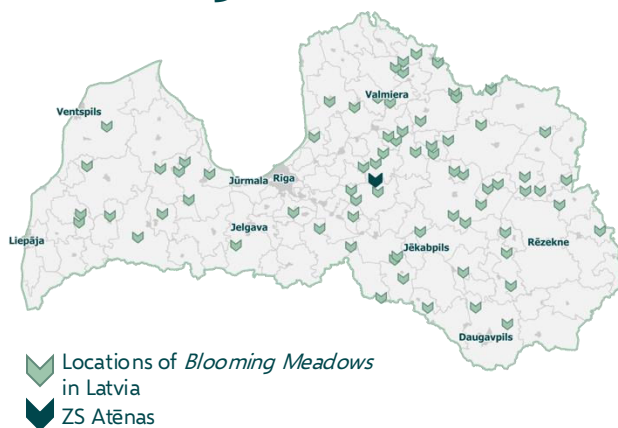 Valmiera
Ventspils
Jūrmala
Riga
Jelgava
Liepāja
Jēkabpils
Rēzekne
Daugavpils
Locations of Blooming Meadows
in Latvia
ZS Atēnas